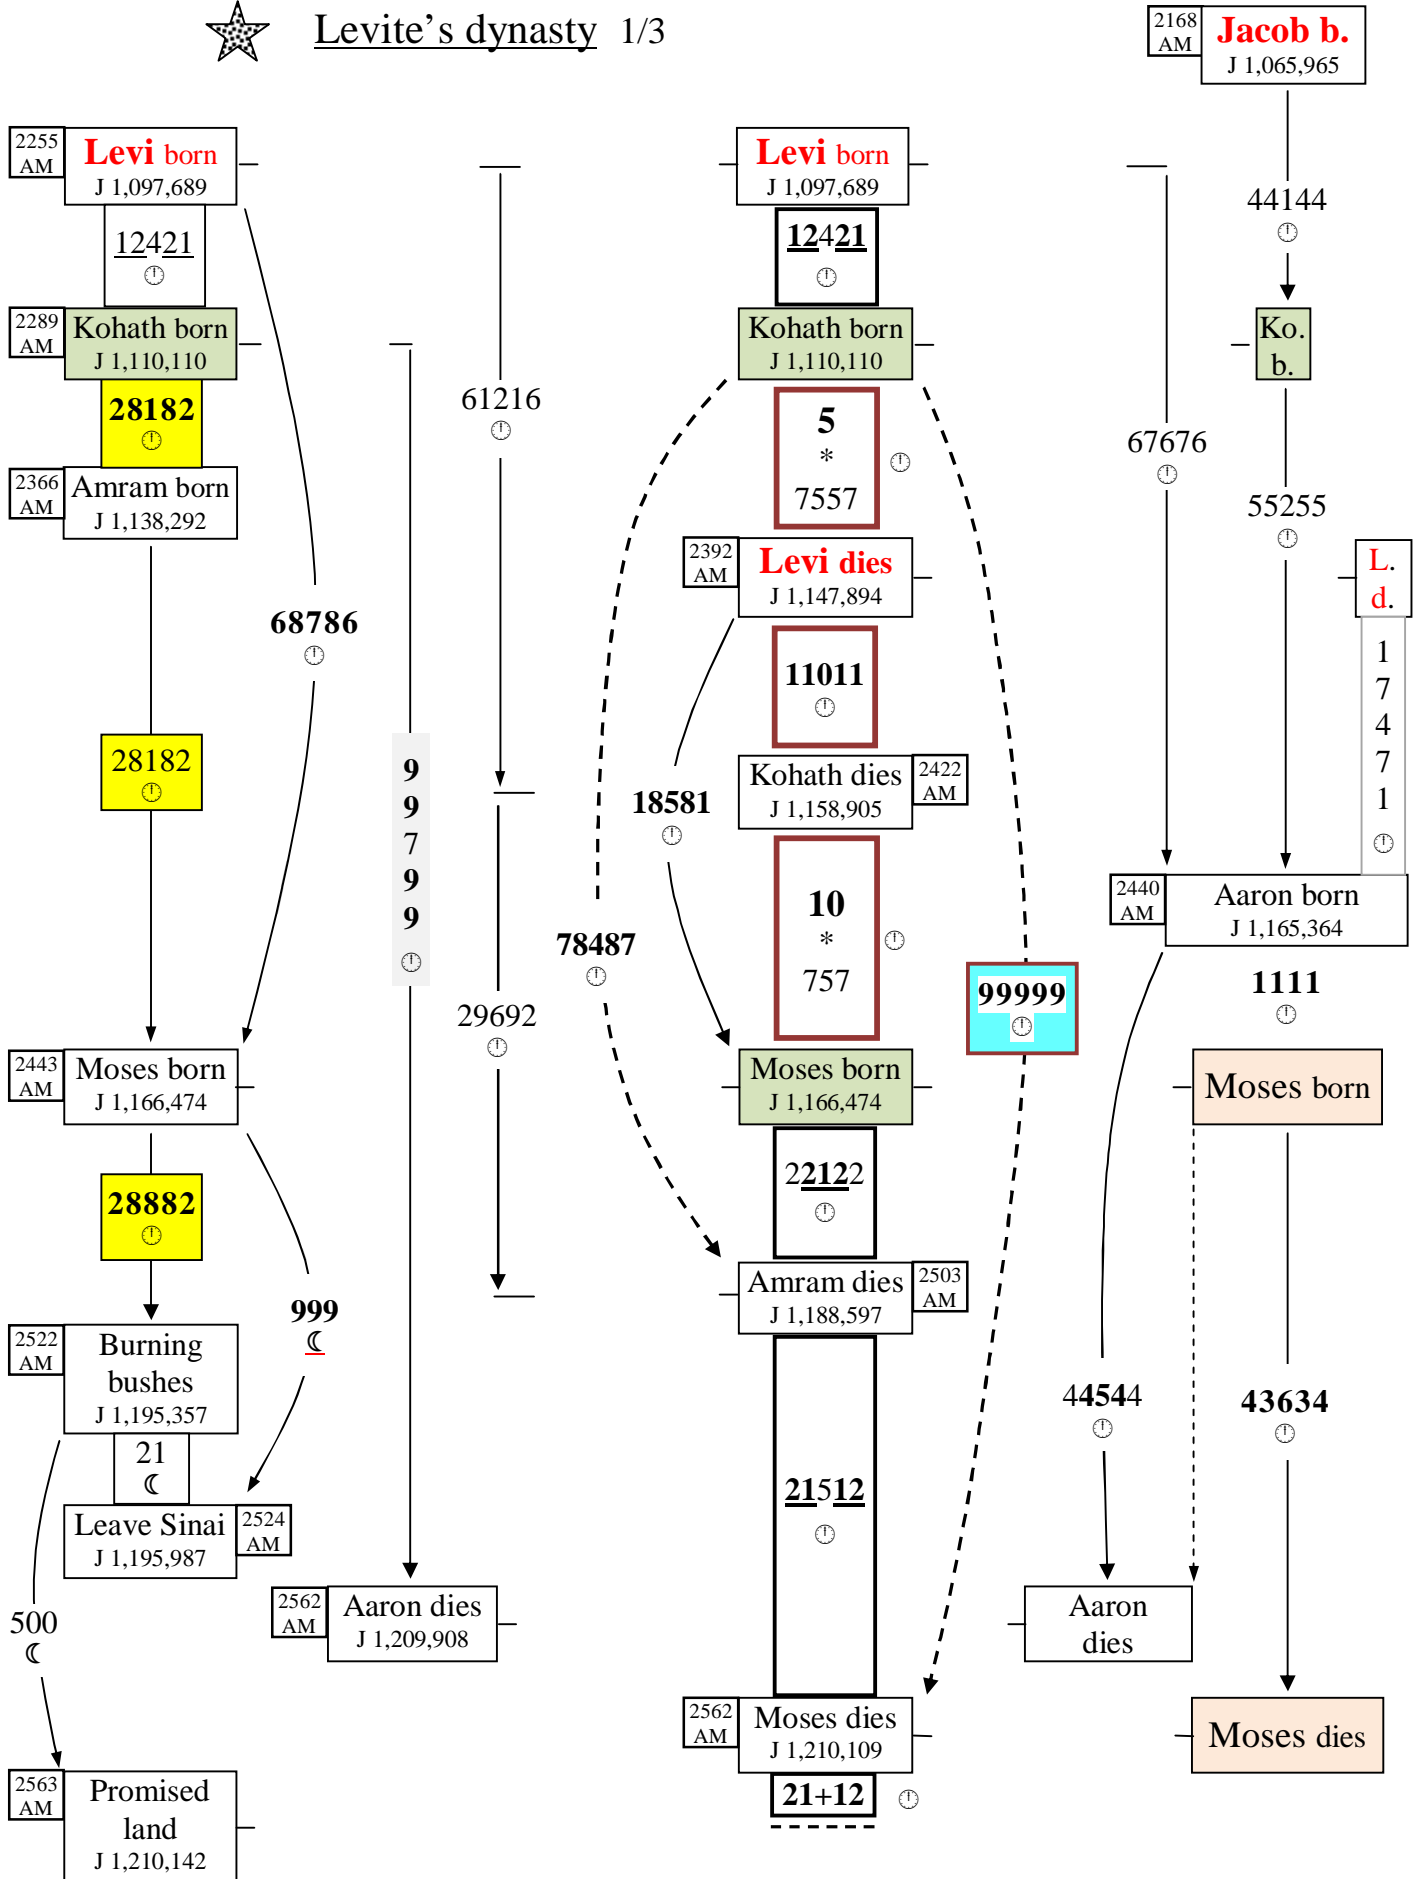 Levite’s dynasty 1/3
2168
AM
Jacob b.
J 1,065,965
2255
AM
Levi born
J 1,097,689
12421
2289
AM
Kohath born
J 1,110,110
28182
2366
AM
Amram born
J 1,138,292
68786
28182
2443
AM
Moses born
J 1,166,474
28882
999
2522
AM
Burning
bushes
J 1,195,357
21
Leave Sinai
J 1,195,987
2524
AM
500
2563
AM
Promised
land
J 1,210,142
9
9
7
9
9
2562
AM
Aaron dies
J 1,209,908
61216
29692
Levi born
J 1,097,689
12421
Kohath born
J 1,110,110
5
*
7557
2392
AM
Levi dies
J 1,147,894
11011
Kohath dies
J 1,158,905
2422
AM
18581
10
*
757
78487
99999
Moses born
J 1,166,474
22122
Amram dies
J 1,188,597
2503
AM
21512
2562
AM
Moses dies
J 1,210,109
21+12
44144
Ko.
b.
67676
55255
L.
d.
1
7
4
7
1
2440
AM
Aaron born
J 1,165,364
1111
Moses born
44544
43634
Aaron
dies
Moses dies